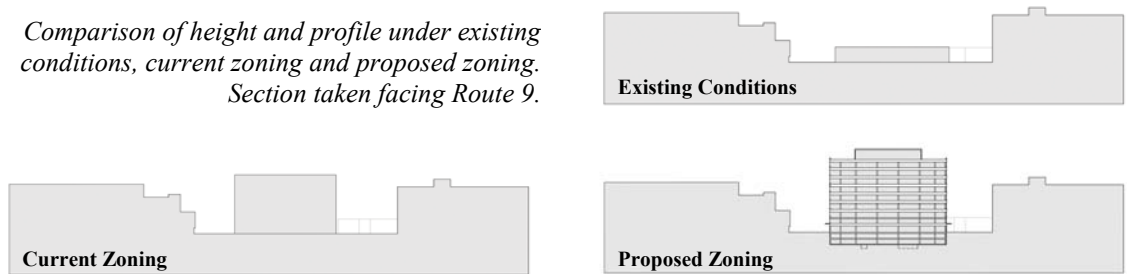 Comparison of height and profile under existing
conditions, current zoning and proposed zoning.
Section taken facing Route 9.
Existing Conditions
Current Zoning
Proposed Zoning